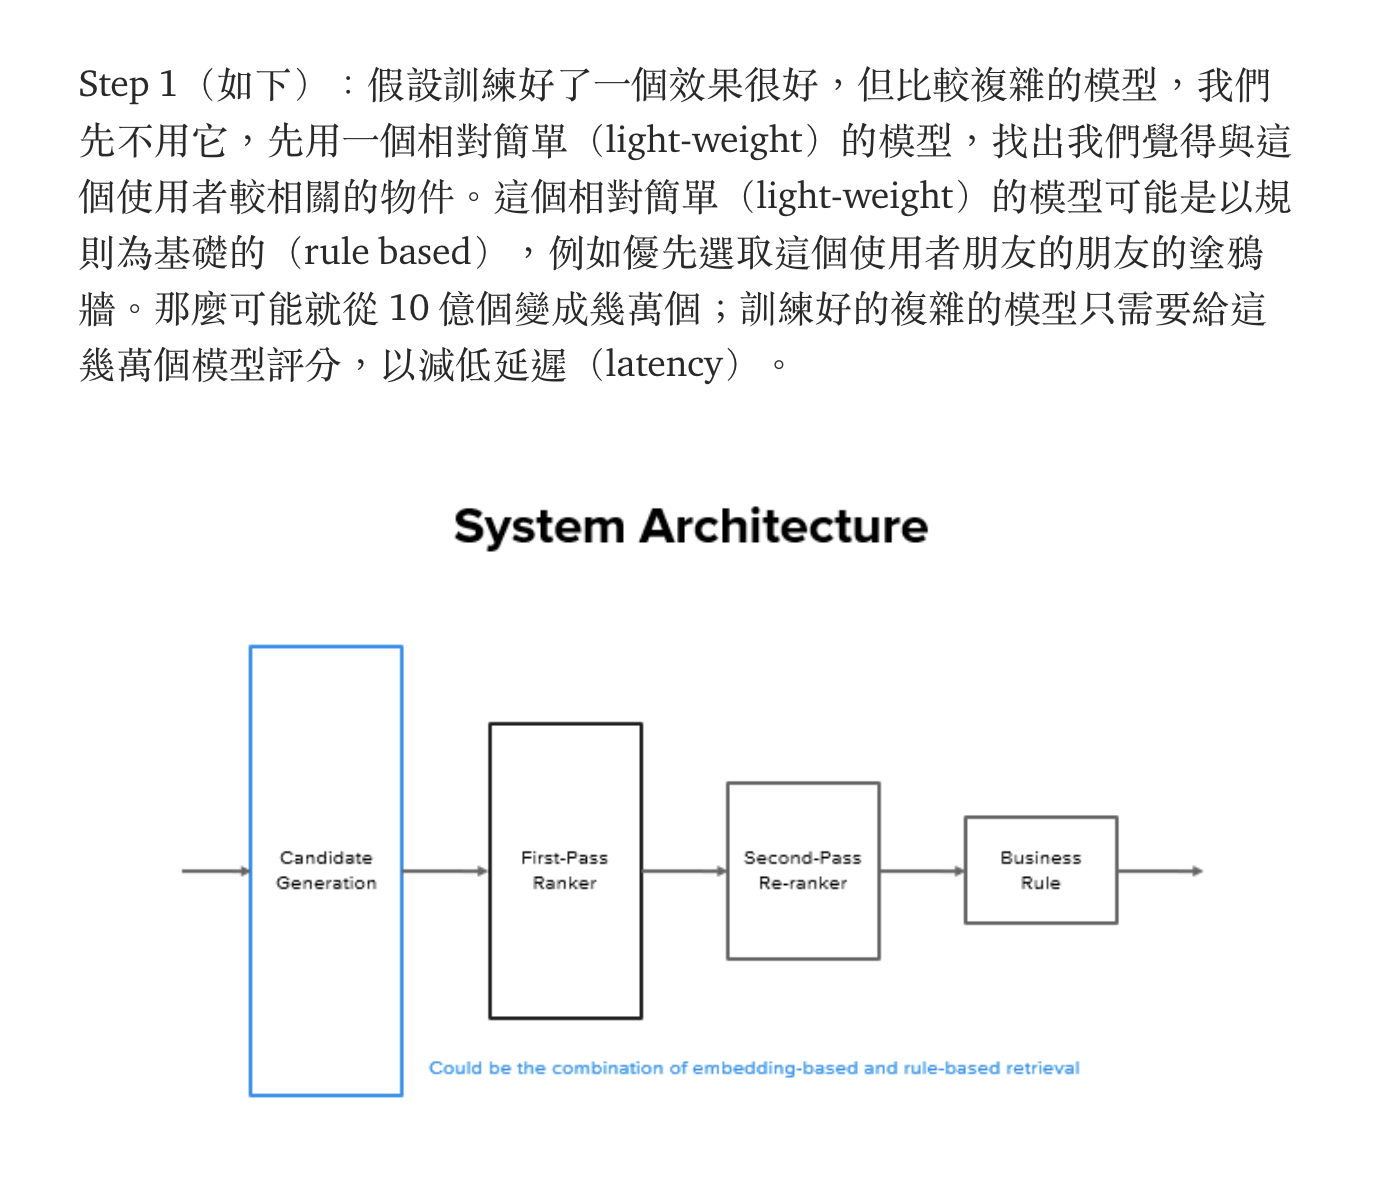 Step 1（如下）：假設訓練好了一個效果很好，但比較複雜的模型，我們
先不用它，先用一個相對簡單（light-weight）的模型，找出我們覺得與這
個使用者較相關的物件。這個相對簡單（light-weight）的模型可能是以規
則為基礎的（rule based），例如優先選取這個使用者朋友的朋友的塗鴉
牆。那麼可能就從 10 億個變成幾萬個；訓練好的複雜的模型只需要給這
幾萬個模型評分，以減低延遲（latency）。
System Architecture
Candidate
Generation
First-Pass
Ranker
Second-Pass
Re-ranker
Business
Rule
Could be the combination of embedding-based and rule-based retrieval